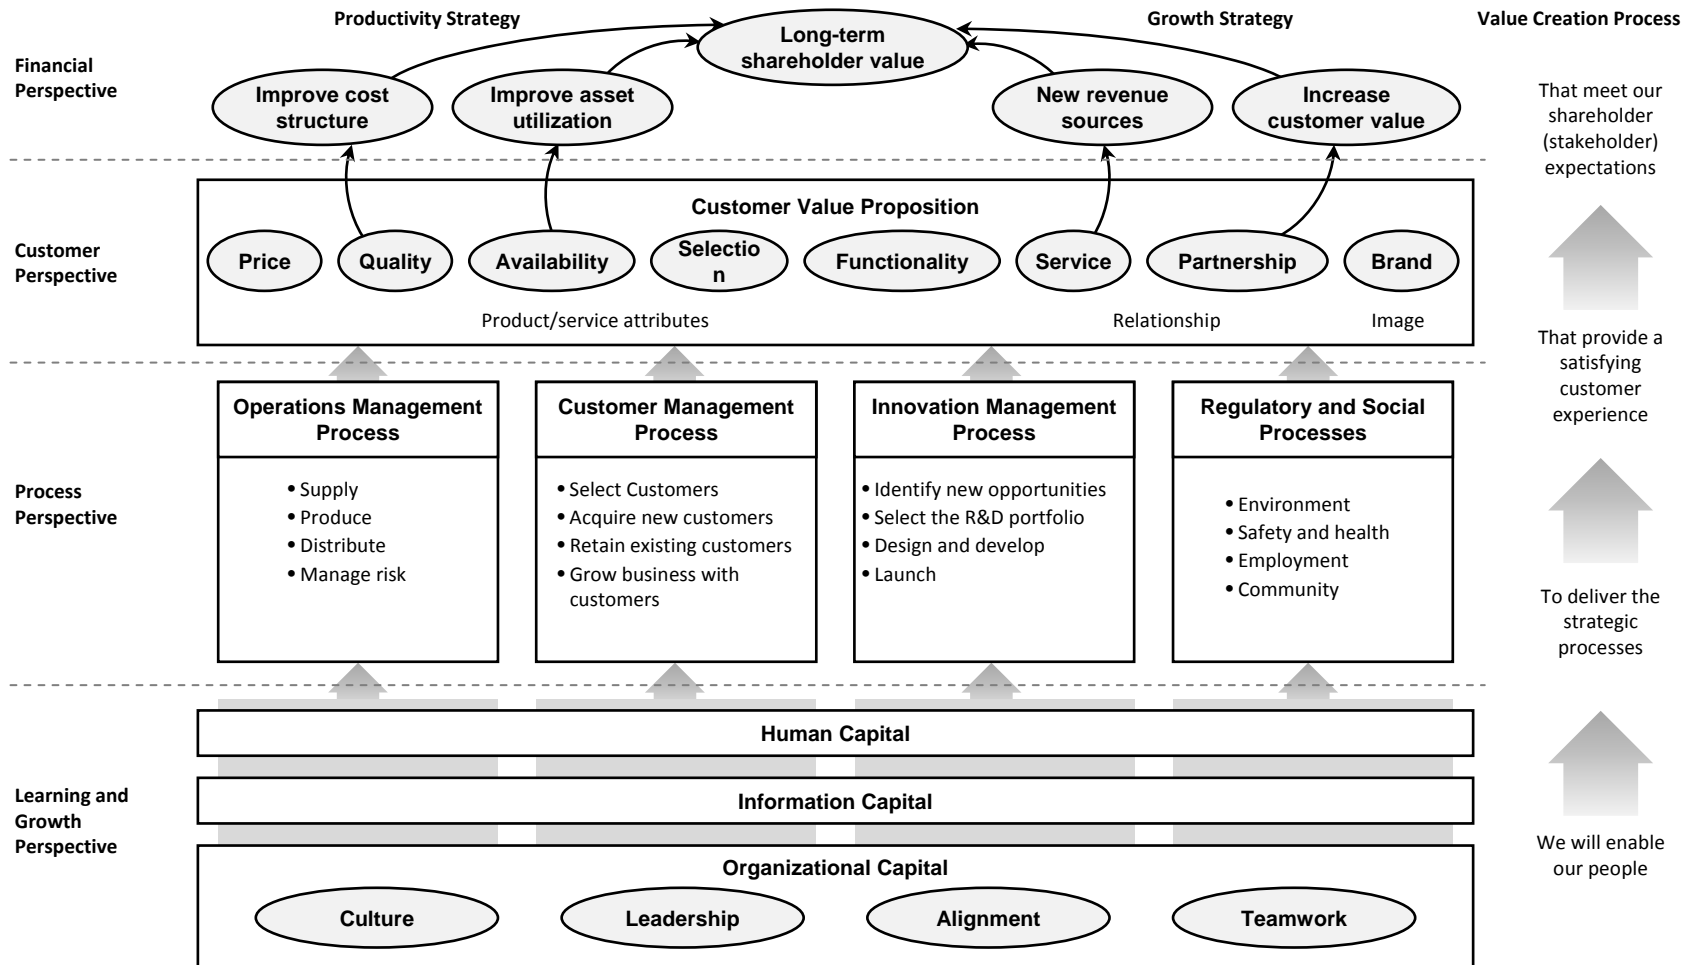 Productivity Strategy
Growth Strategy
Value Creation Process
Financial
Perspective
Long-term
shareholder value
Improve cost
structure
Improve asset
utilization
New revenue
sources
Increase
customer value
That meet our
shareholder
(stakeholder)
expectations
Customer
Perspective
Customer Value Proposition
Price
Quality
Availability
Selectio
n
Functionality
Service
Partnership
Brand
Product/service attributes
Relationship
Image
That provide a
satisfying
customer
experience
Process
Perspective
Operations Management
Process
• Supply
• Produce
• Distribute
• Manage risk
Customer Management
Process
• Select Customers
• Acquire new customers
• Retain existing customers
• Grow business with
customers
Innovation Management
Process
• Identify new opportunities
• Select the R&D portfolio
• Design and develop
• Launch
Regulatory and Social
Processes
• Environment
• Safety and health
• Employment
• Community
To deliver the
strategic
processes
Learning and
Growth
Perspective
Human Capital
Information Capital
Organizational Capital
Culture
Leadership
Alignment
Teamwork
We will enable
our people